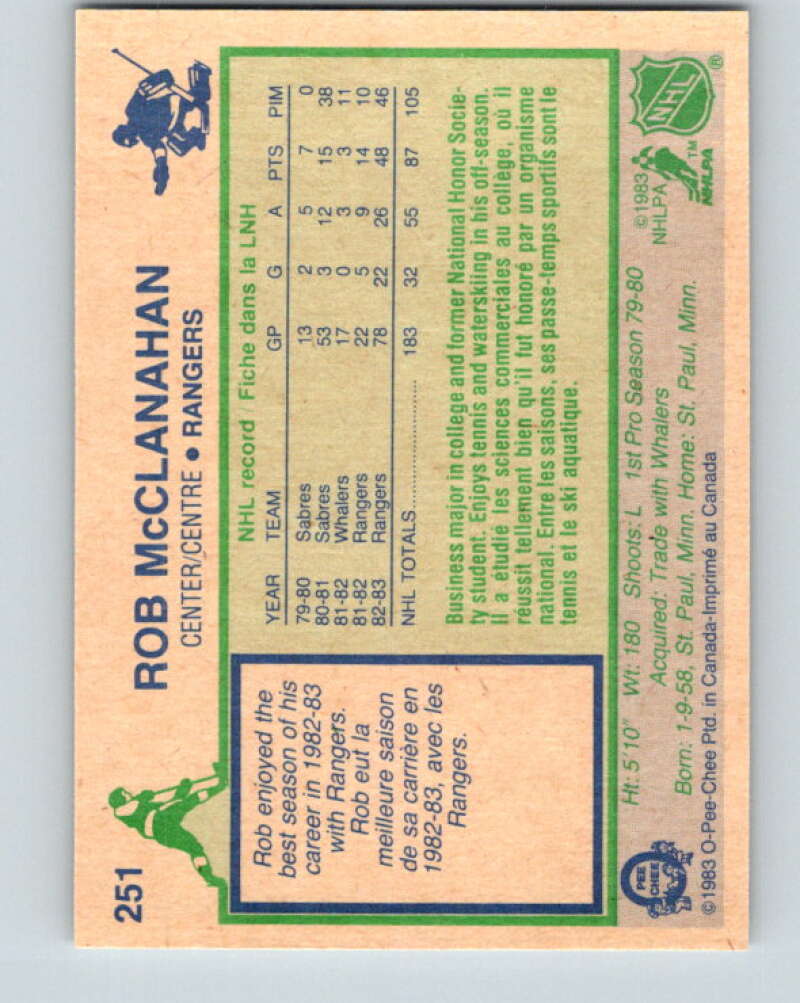 251
ROB McCLANAHAN
CENTER/CENTRE • RANGERS
Rob enjoyed the
best season of his
career in 1982-83
with Rangers.
Rob eut la
meilleure saison
de sa carrière en
1982-83, avec les
Rangers.
NHL record / Fiche dans la LNH
YEAR TEAM GP G A PTS PIM
79-80 Sabres 13 2 5 7 0
80-81 Sabres 53 3 12 15 38
81-82 Whalers 17 0 3 3 11
81-82 Rangers 22 5 9 14 10
82-83 Rangers 78 22 26 48 46
NHL TOTALS 183 32 55 87 105
Business major in college and former National Honor Socie-
ty student. Enjoys tennis and waterskiing in his off-season.
Il a étudié les sciences commerciales au collège, où il
réussit tellement bien qu'il fut honoré par un organisme
national. Entre les saisons, ses passe-temps sportifs sont le
tennis et le ski aquatique.
Ht: 5'10" Wt: 180 Shoots: L 1st Pro Season 79-80
Acquired: Trade with Whalers
Born: 1-9-58, St. Paul, Minn. Home: St. Paul, Minn.
©1983 O-Pee-Chee Ptd. in Canada-Imprimé au Canada
O PEE CHEE
©1983
NHLPA
NHLPA
TM
NHL
®